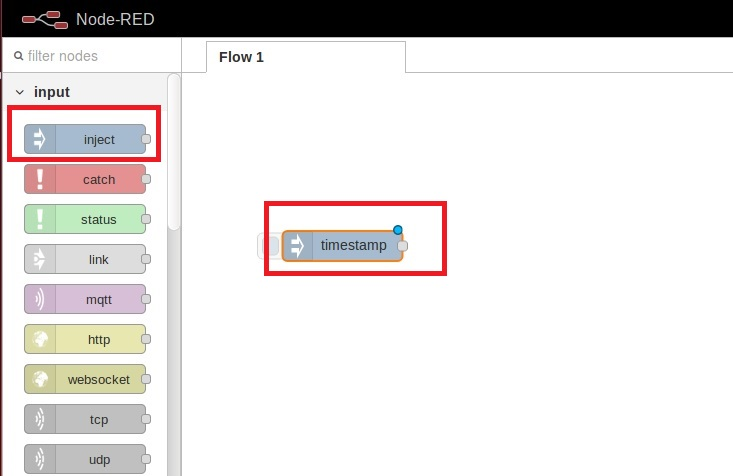 Node-RED
filter nodes
Flow 1
input
inject
catch
status
link
mqtt
http
websocket
tcp
udp
timestamp